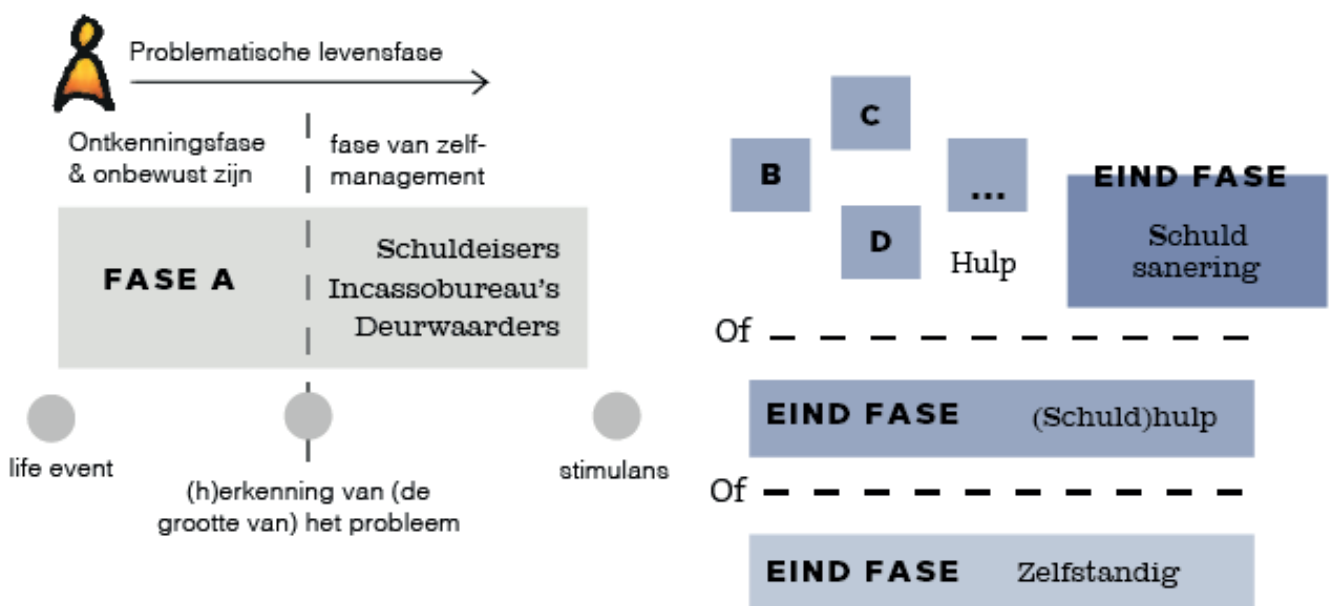 Problematische levensfase
Ontkenningsfase
& onbewust zijn
fase van zelf-
management
FASE A
Schuldeisers
Incassobureau's
Deurwaarders
life event
(h)erkenning van (de
grootte van) het probleem
stimulans
B
C
D
...
Hulp
EIND FASE
Schuld
sanering
Of
EIND FASE (Schuld)hulp
Of
EIND FASE Zelfstandig